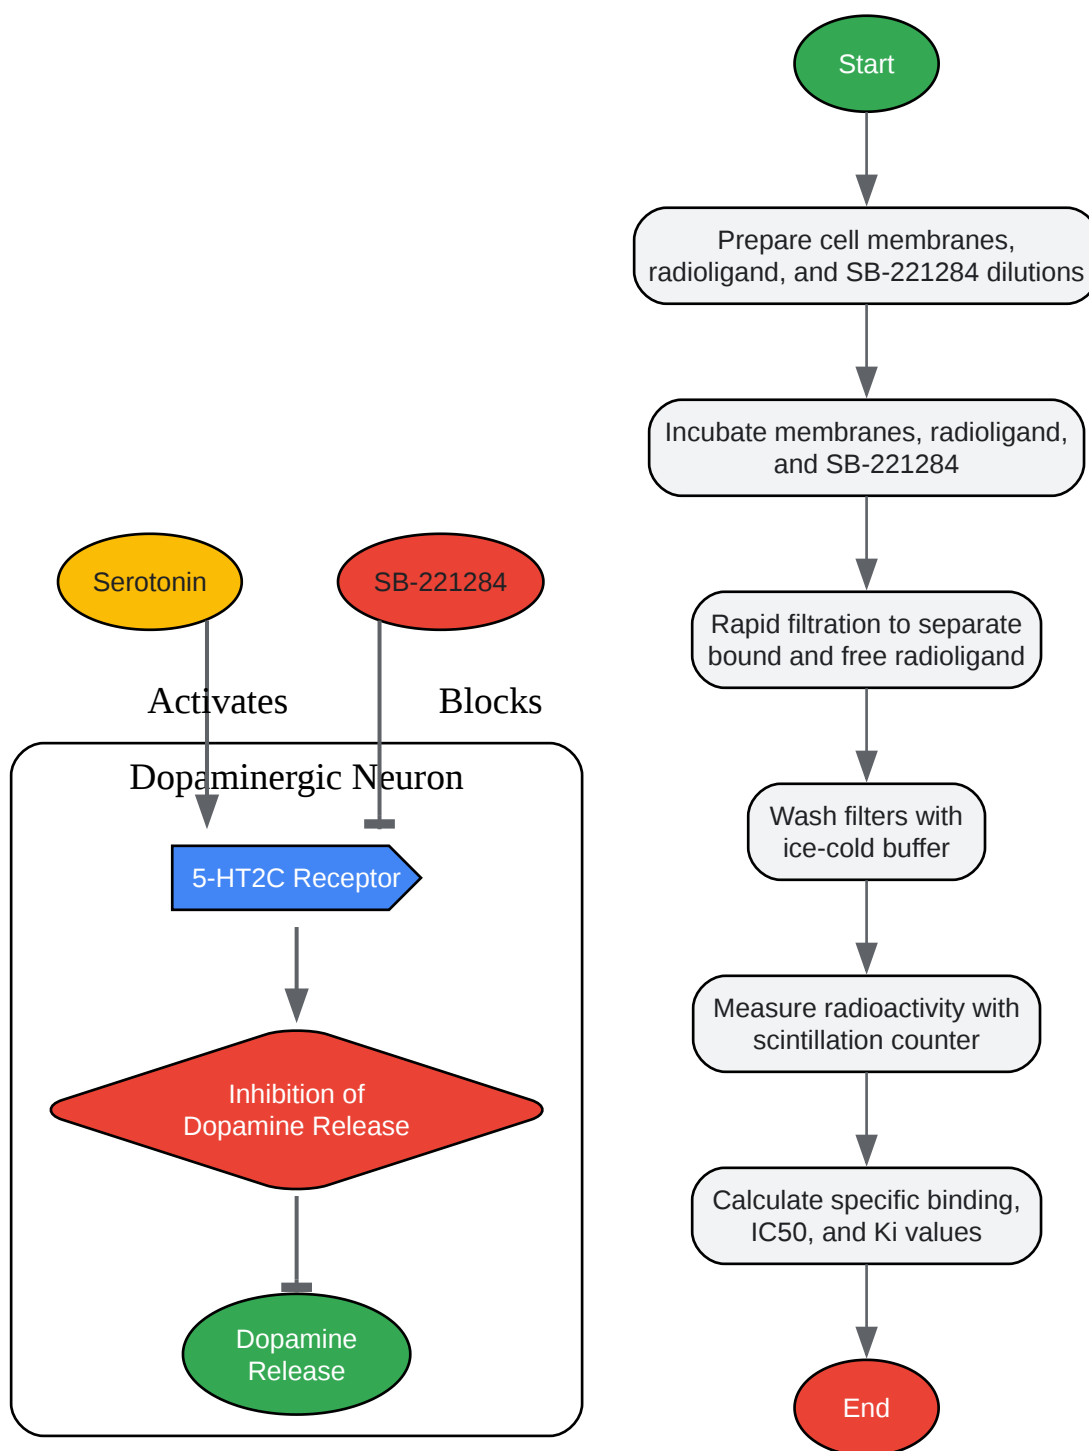 Serotonin
SB-221284
Activates
Blocks
Dopaminergic Neuron
5-HT2C Receptor
Inhibition of
Dopamine Release
Dopamine
Release
Start
Prepare cell membranes,
radioligand, and SB-221284 dilutions
Incubate membranes, radioligand,
and SB-221284
Rapid filtration to separate
bound and free radioligand
Wash filters with
ice-cold buffer
Measure radioactivity with
scintillation counter
Calculate specific binding,
IC50, and Ki values
End